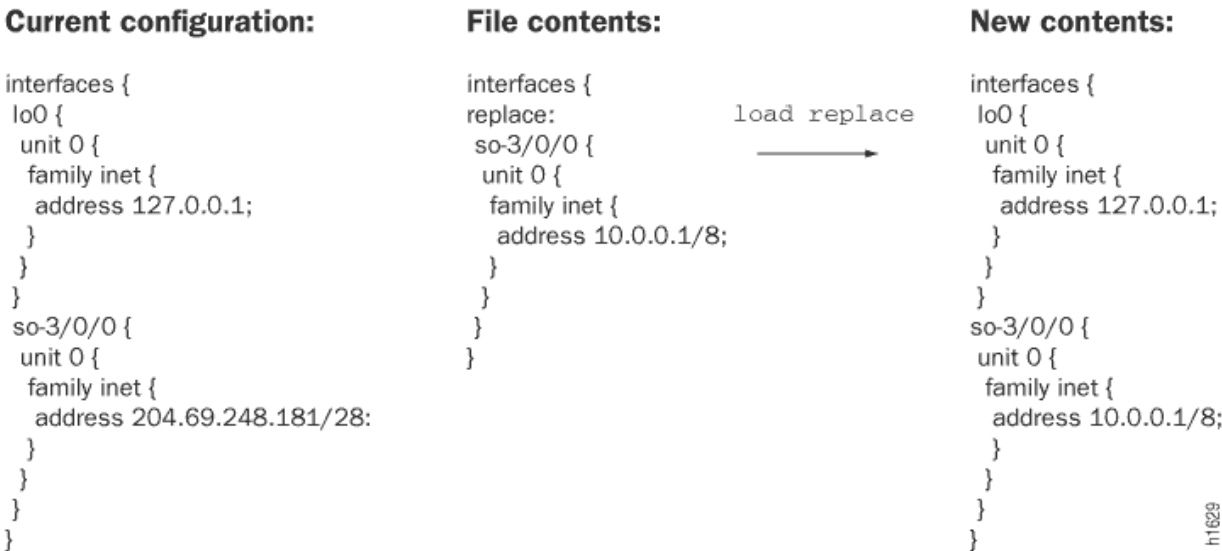 Current configuration:
interfaces {
lo0 {
unit 0 {
family inet {
address 127.0.0.1;
}
}
}
so-3/0/0 {
unit 0 {
family inet {
address 204.69.248.181/28:
}
}
}
}
File contents:
interfaces {
replace:
so-3/0/0 {
unit 0 {
family inet {
address 10.0.0.1/8;
}
}
}
}
load replace
New contents:
interfaces {
lo0 {
unit 0 {
family inet {
address 127.0.0.1;
}
}
}
so-3/0/0 {
unit 0 {
family inet {
address 10.0.0.1/8;
}
}
}
}
h1629